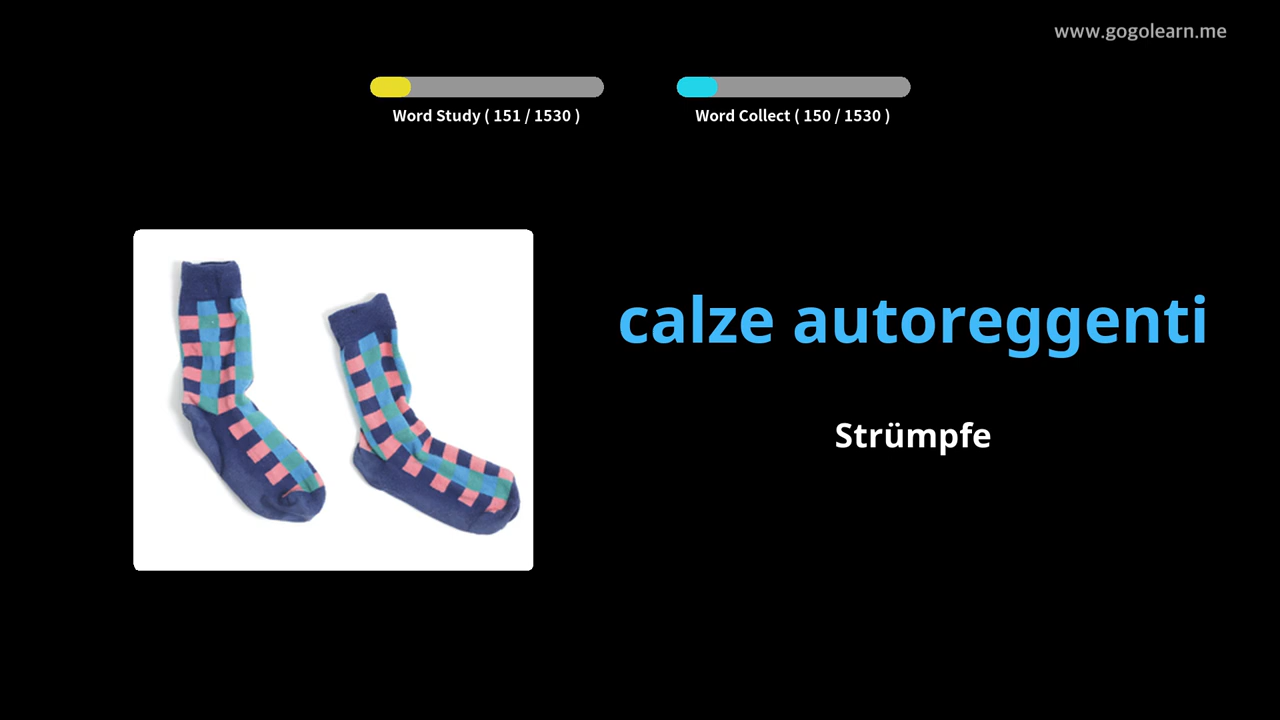 www.gogolearn.me
Word Study ( 151 / 1530 )
Word Collect ( 150 / 1530 )
calze autoreggenti
Strümpfe